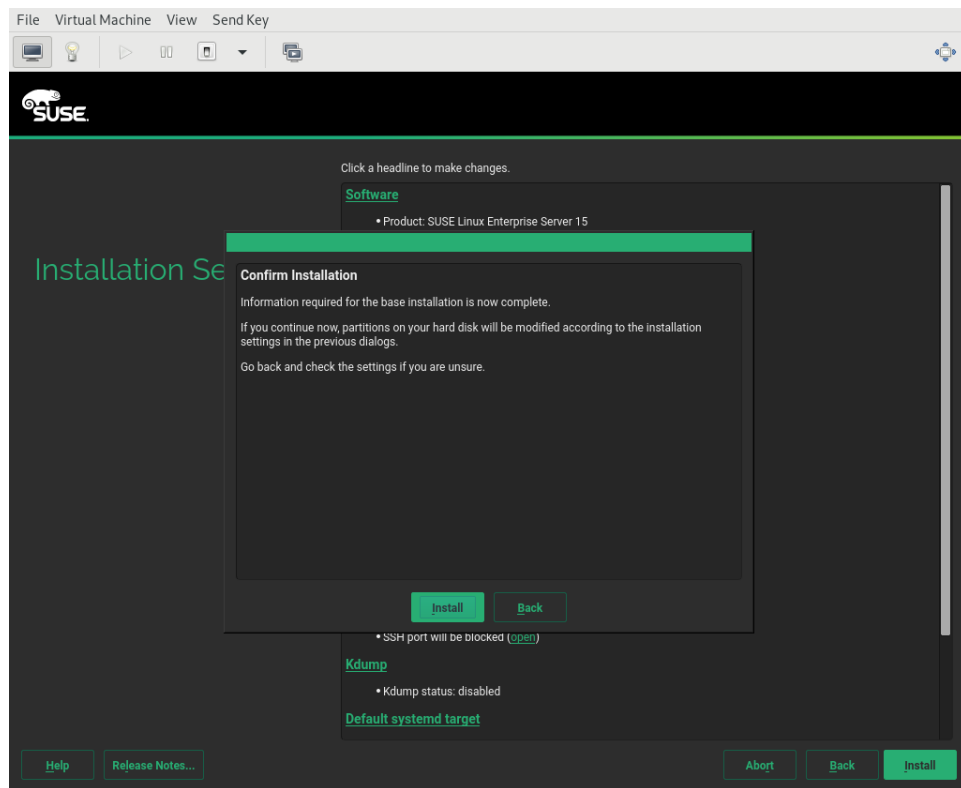 File Virtual Machine View Send Key
SUSE.
Click a headline to make changes.
Software
• Product: SUSE Linux Enterprise Server 15
Installation Se
Confirm Installation
Information required for the base installation is now complete.
If you continue now, partitions on your hard disk will be modified according to the installation
settings in the previous dialogs.
Go back and check the settings if you are unsure.
Install Back
• SSH port will be blocked (open)
Kdump
• Kdump status: disabled
Default systemd target
Help Release Notes... Abort Back Install